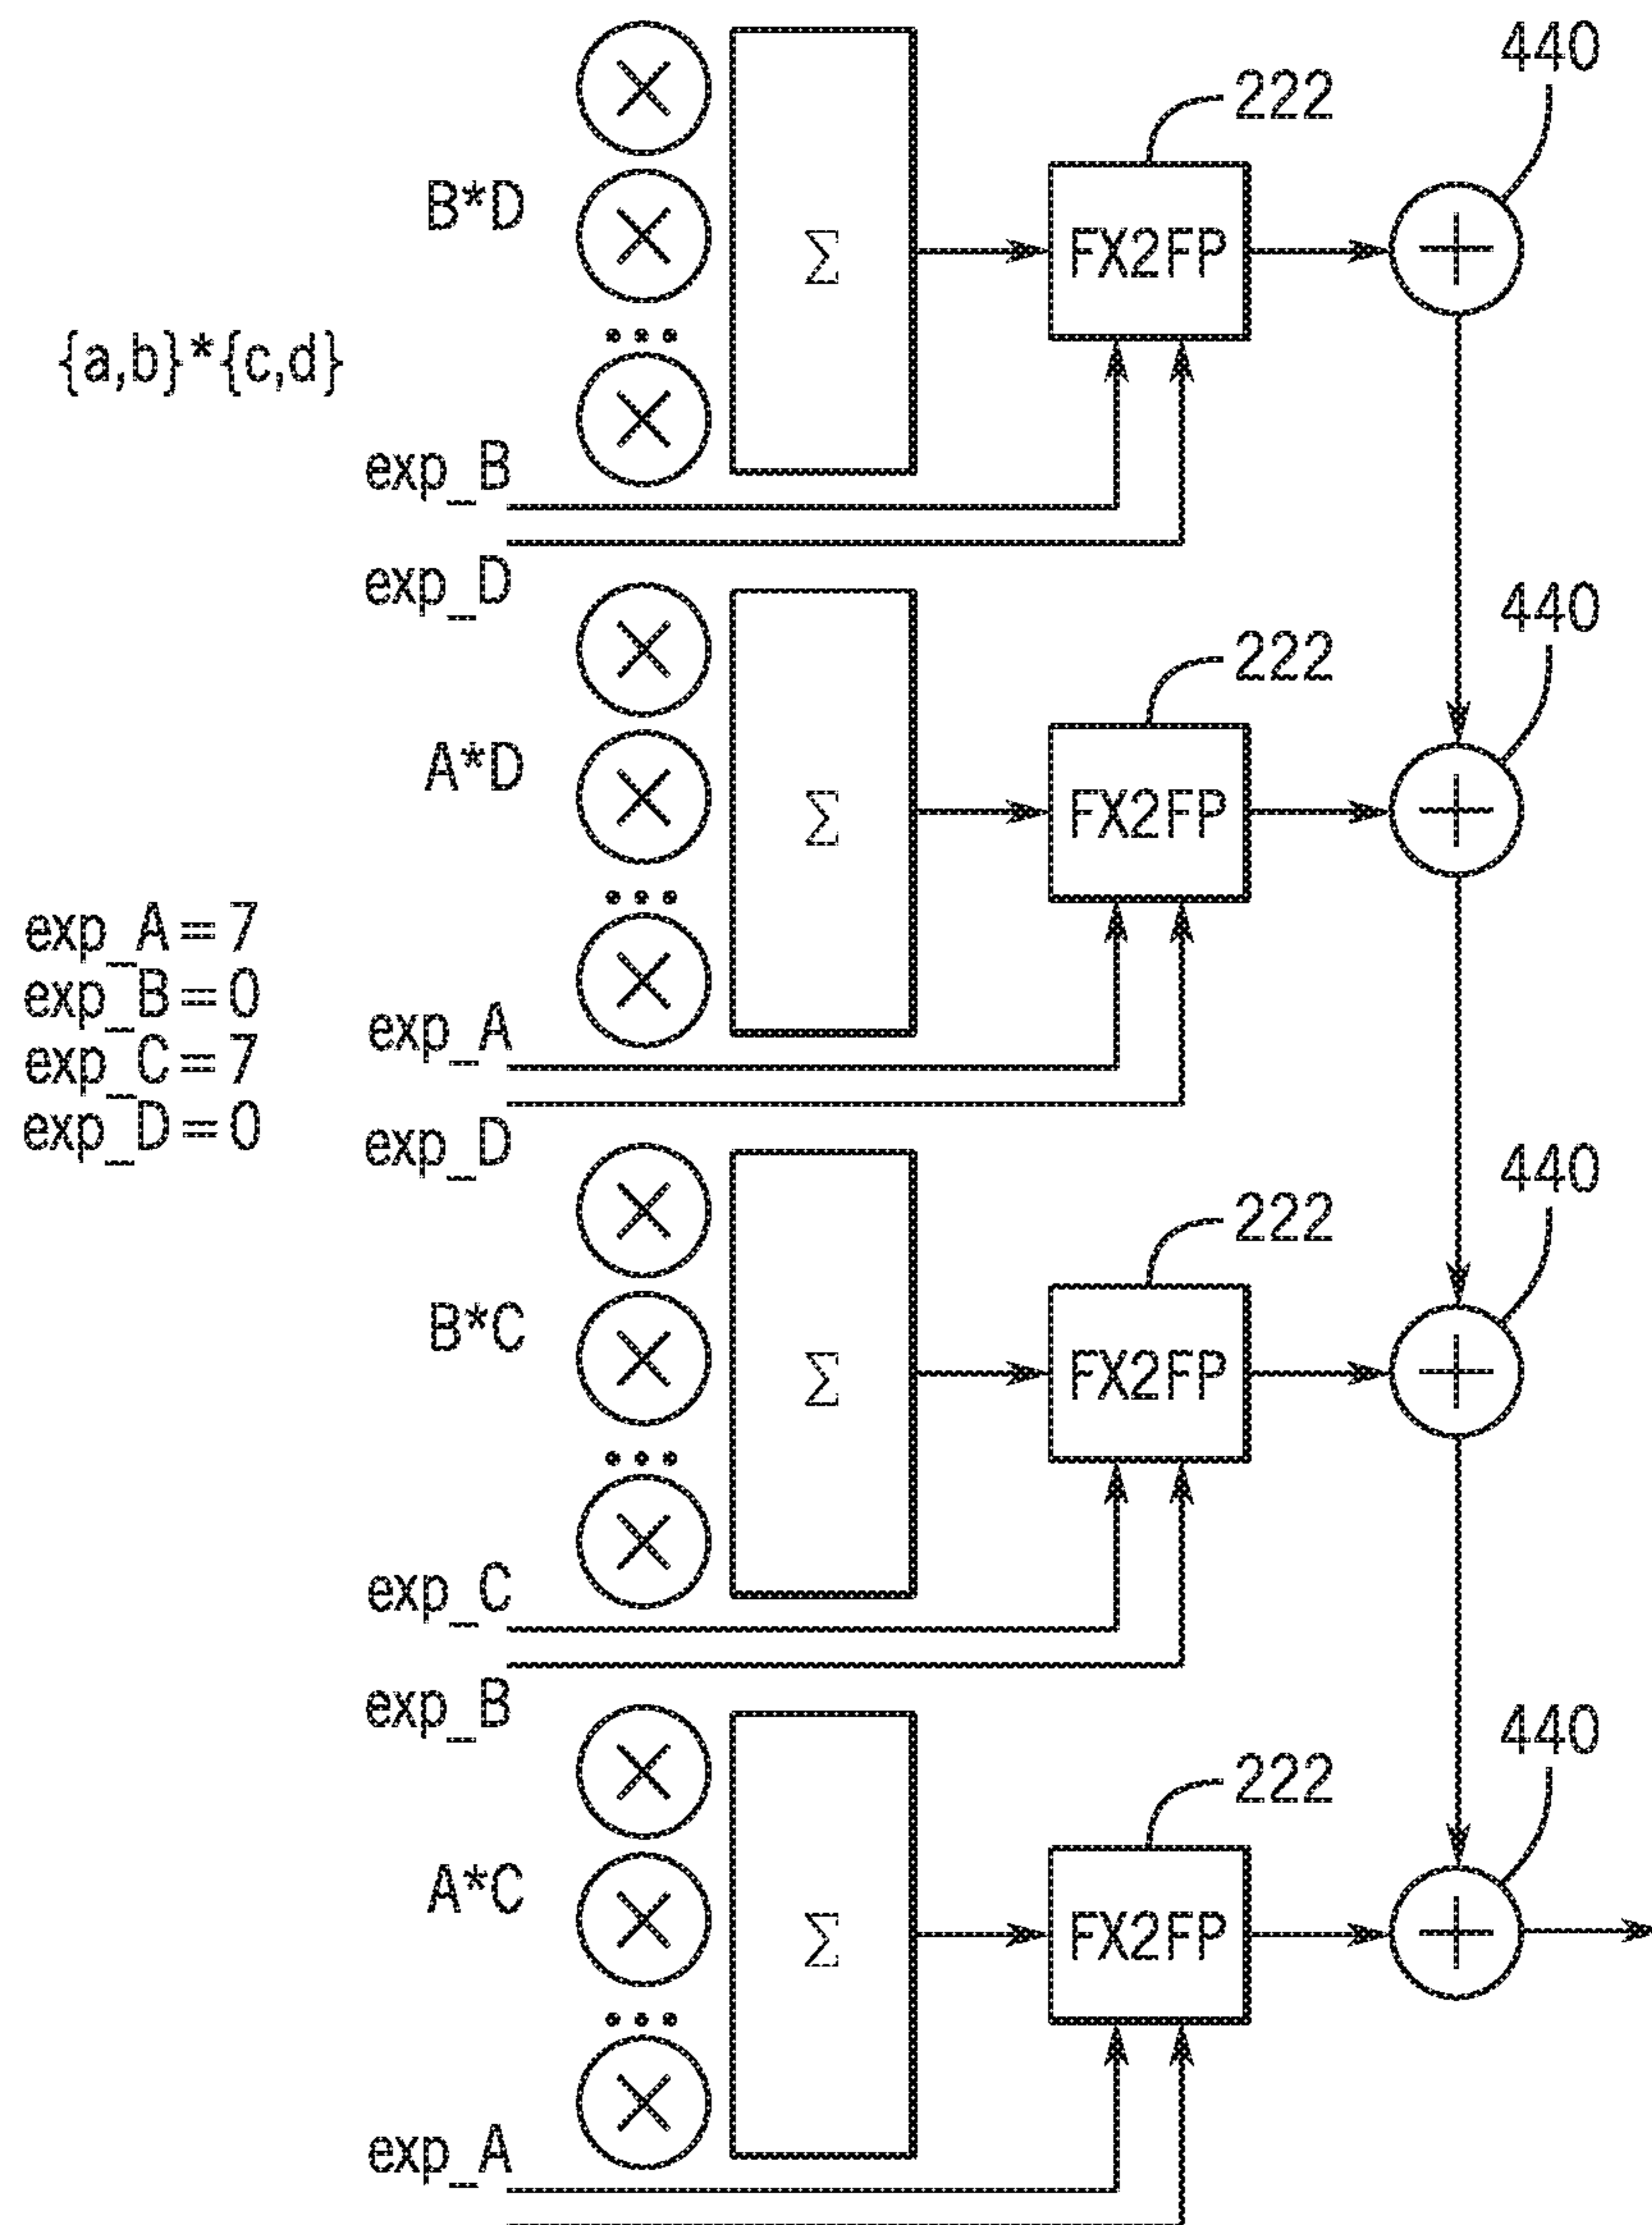 440
222
B*D
Σ
FX2FP
{a,b}*{c,d}
exp_B
exp_D
440
222
A*D
Σ
FX2FP
exp_A=7
exp_B=0
exp_C=7
exp_D=0
exp_A
exp_D
440
222
B*C
Σ
FX2FP
exp_C
exp_B
440
222
A*C
Σ
FX2FP
exp_A